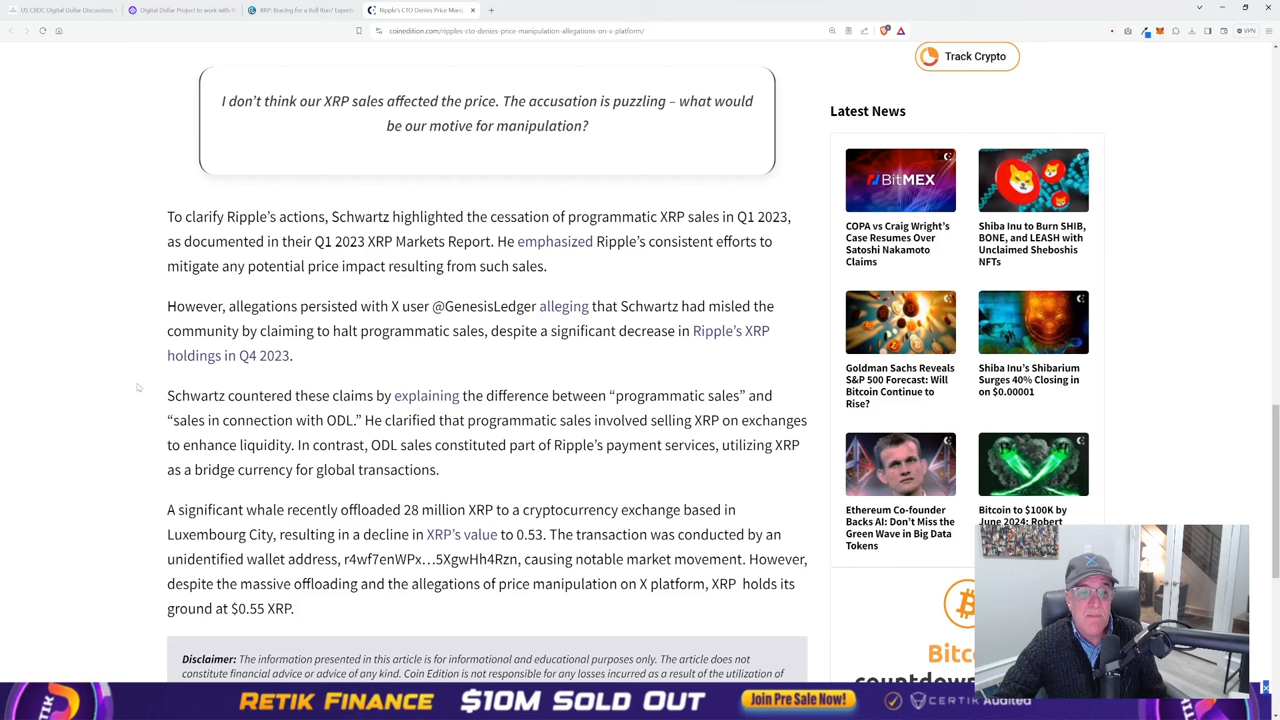 US CBDC Digital Dollar Discussions
Digital Dollar Project to work with
XRP: Bracing for a Bull Run? Experts
Ripple's CTO Denies Price Mani
coinedition.com/ripples-cto-denies-price-manipulation-allegations-on-x-platform/
VPN
Track Crypto
I don't think our XRP sales affected the price. The accusation is puzzling – what would
be our motive for manipulation?
To clarify Ripple's actions, Schwartz highlighted the cessation of programmatic XRP sales in Q1 2023,
as documented in their Q1 2023 XRP Markets Report. He emphasized Ripple's consistent efforts to
mitigate any potential price impact resulting from such sales.
However, allegations persisted with X user @GenesisLedger alleging that Schwartz had misled the
community by claiming to halt programmatic sales, despite a significant decrease in Ripple's XRP
holdings in Q4 2023.
Schwartz countered these claims by explaining the difference between “programmatic sales” and
“sales in connection with ODL.” He clarified that programmatic sales involved selling XRP on exchanges
to enhance liquidity. In contrast, ODL sales constituted part of Ripple's payment services, utilizing XRP
as a bridge currency for global transactions.
A significant whale recently offloaded 28 million XRP to a cryptocurrency exchange based in
Luxembourg City, resulting in a decline in XRP's value to 0.53. The transaction was conducted by an
unidentified wallet address, r4wf7enWPx…5XgwHh4Rzn, causing notable market movement. However,
despite the massive offloading and the allegations of price manipulation on X platform, XRP holds its
ground at $0.55 XRP.
Disclaimer: The information presented in this article is for informational and educational purposes only. The article does not
constitute financial advice or advice of any kind. Coin Edition is not responsible for any losses incurred as a result of the utilization of
Latest News
BitMEX
COPA vs Craig Wright's
Case Resumes Over
Satoshi Nakamoto
Claims
Shiba Inu to Burn SHIB,
BONE, and LEASH with
Unclaimed Sheboshis
NFTs
Goldman Sachs Reveals
S&P 500 Forecast: Will
Bitcoin Continue to
Rise?
Shiba Inu's Shibarium
Surges 40% Closing in
on $0.00001
Ethereum Co-founder
Backs AI: Don't Miss the
Green Wave in Big Data
Tokens
Bitcoin to $100K by
June 2024: Robert
Bitc
countdown
RETIK FINANCE $10M SOLD OUT Join Pre Sale Now! CERTIK Audited